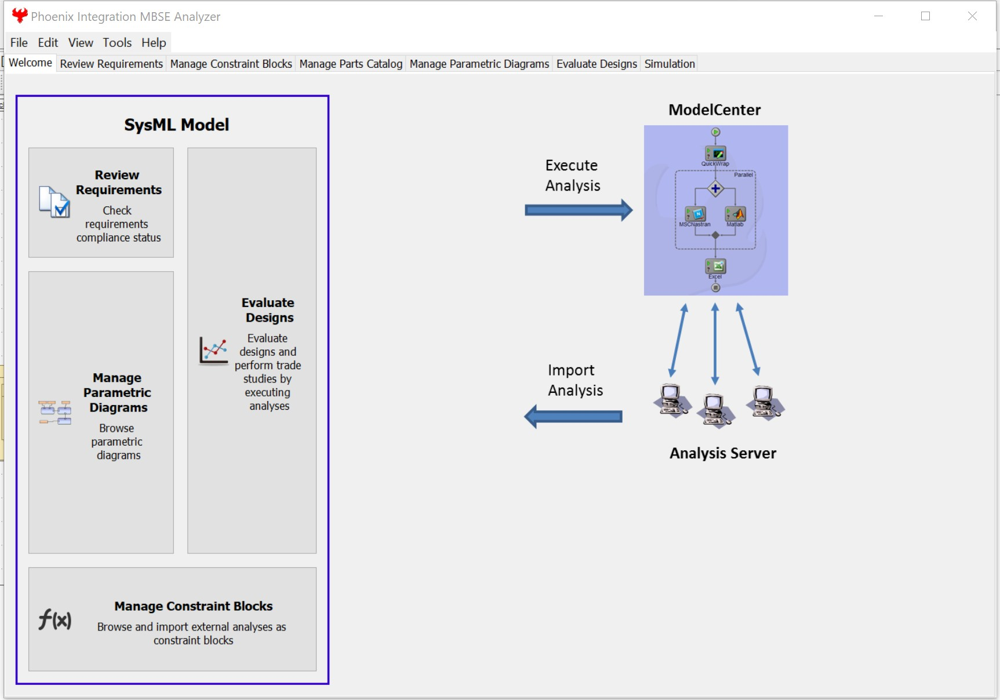 Phoenix Integration MBSE Analyzer
File Edit View Tools Help
Welcome Review Requirements Manage Constraint Blocks Manage Parts Catalog Manage Parametric Diagrams Evaluate Designs Simulation
SysML Model
Review
Requirements
Check
requirements
compliance status
Manage
Parametric
Diagrams
Browse
parametric
diagrams
Evaluate
Designs
Evaluate
designs and
perform trade
studies by
executing
analyses
f(x)
Manage Constraint Blocks
Browse and import external analyses as
constraint blocks
Execute
Analysis
Import
Analysis
ModelCenter
QuickWrap
Parallel
MSCNastran
Matlab
Excel
Analysis Server